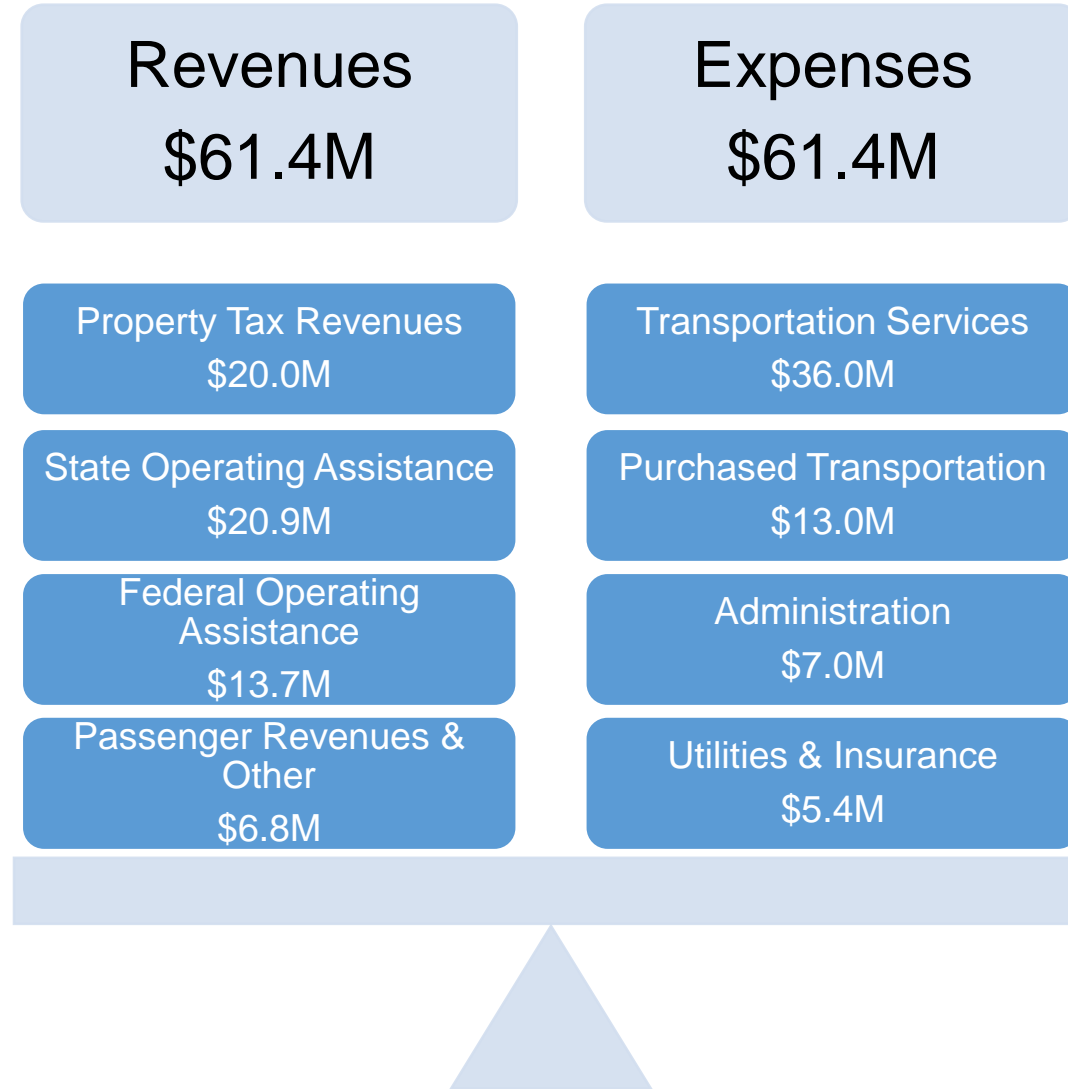 Revenues
$61.4M
Expenses
$61.4M
Property Tax Revenues
$20.0M
State Operating Assistance
$20.9M
Federal Operating
Assistance
$13.7M
Passenger Revenues &
Other
$6.8M
Transportation Services
$36.0M
Purchased Transportation
$13.0M
Administration
$7.0M
Utilities & Insurance
$5.4M